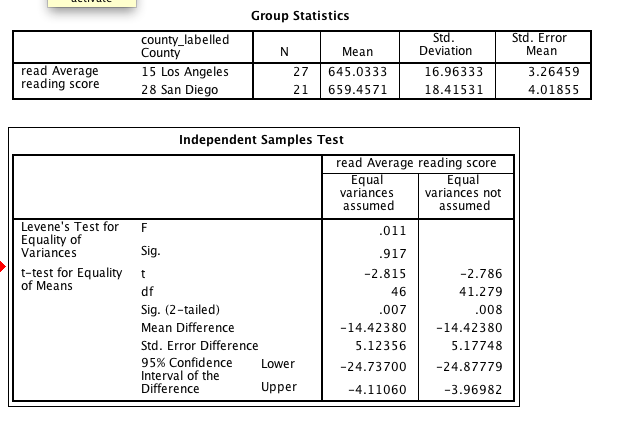 activate
Group Statistics
county_labelled County N Mean Std. Deviation Std. Error Mean
read Average reading score 15 Los Angeles 27 645.0333 16.96333 3.26459
28 San Diego 21 659.4571 18.41531 4.01855
Independent Samples Test
read Average reading score
Equal variances assumed Equal variances not assumed
Levene's Test for Equality of Variances F .011
Sig. .917
t-test for Equality of Means t -2.815 -2.786
df 46 41.279
Sig. (2-tailed) .007 .008
Mean Difference -14.42380 -14.42380
Std. Error Difference 5.12356 5.17748
95% Confidence Interval of the Difference Lower -24.73700 -24.87779
Upper -4.11060 -3.96982